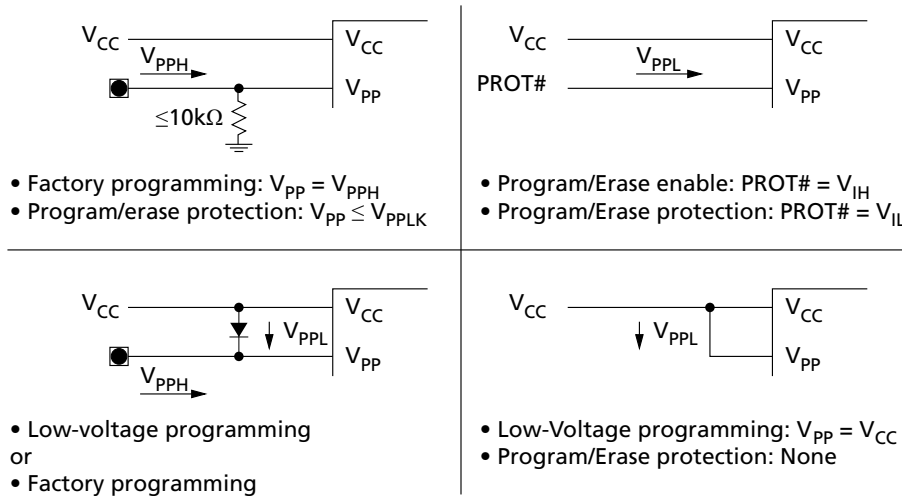 V_CC
V_CC
V_PPH
V_PP
≤10kΩ
• Factory programming: V_PP = V_PPH
• Program/erase protection: V_PP ≤ V_PPLK
V_CC
V_CC
V_PPL
PROT#
V_PP
• Program/Erase enable: PROT# = V_IH
• Program/Erase protection: PROT# = V_IL
V_CC
V_CC
V_PPL
V_PP
V_PPH
• Low-voltage programming
or
• Factory programming
V_CC
V_CC
V_PPL
V_PP
• Low-Voltage programming: V_PP = V_CC
• Program/Erase protection: None